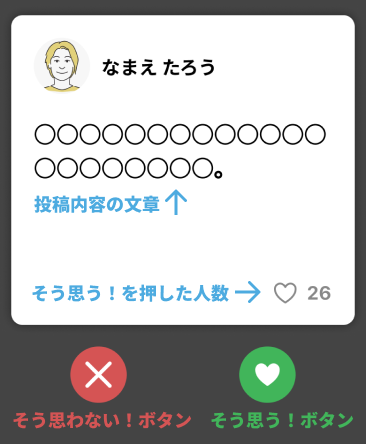 なまえ たろう
○○○○○○○○○○○○○
○○○○○○○○。
投稿内容の文章↑
そう思う！を押した人数→ ♡ 26
そう思わない！ボタン
そう思う！ボタン